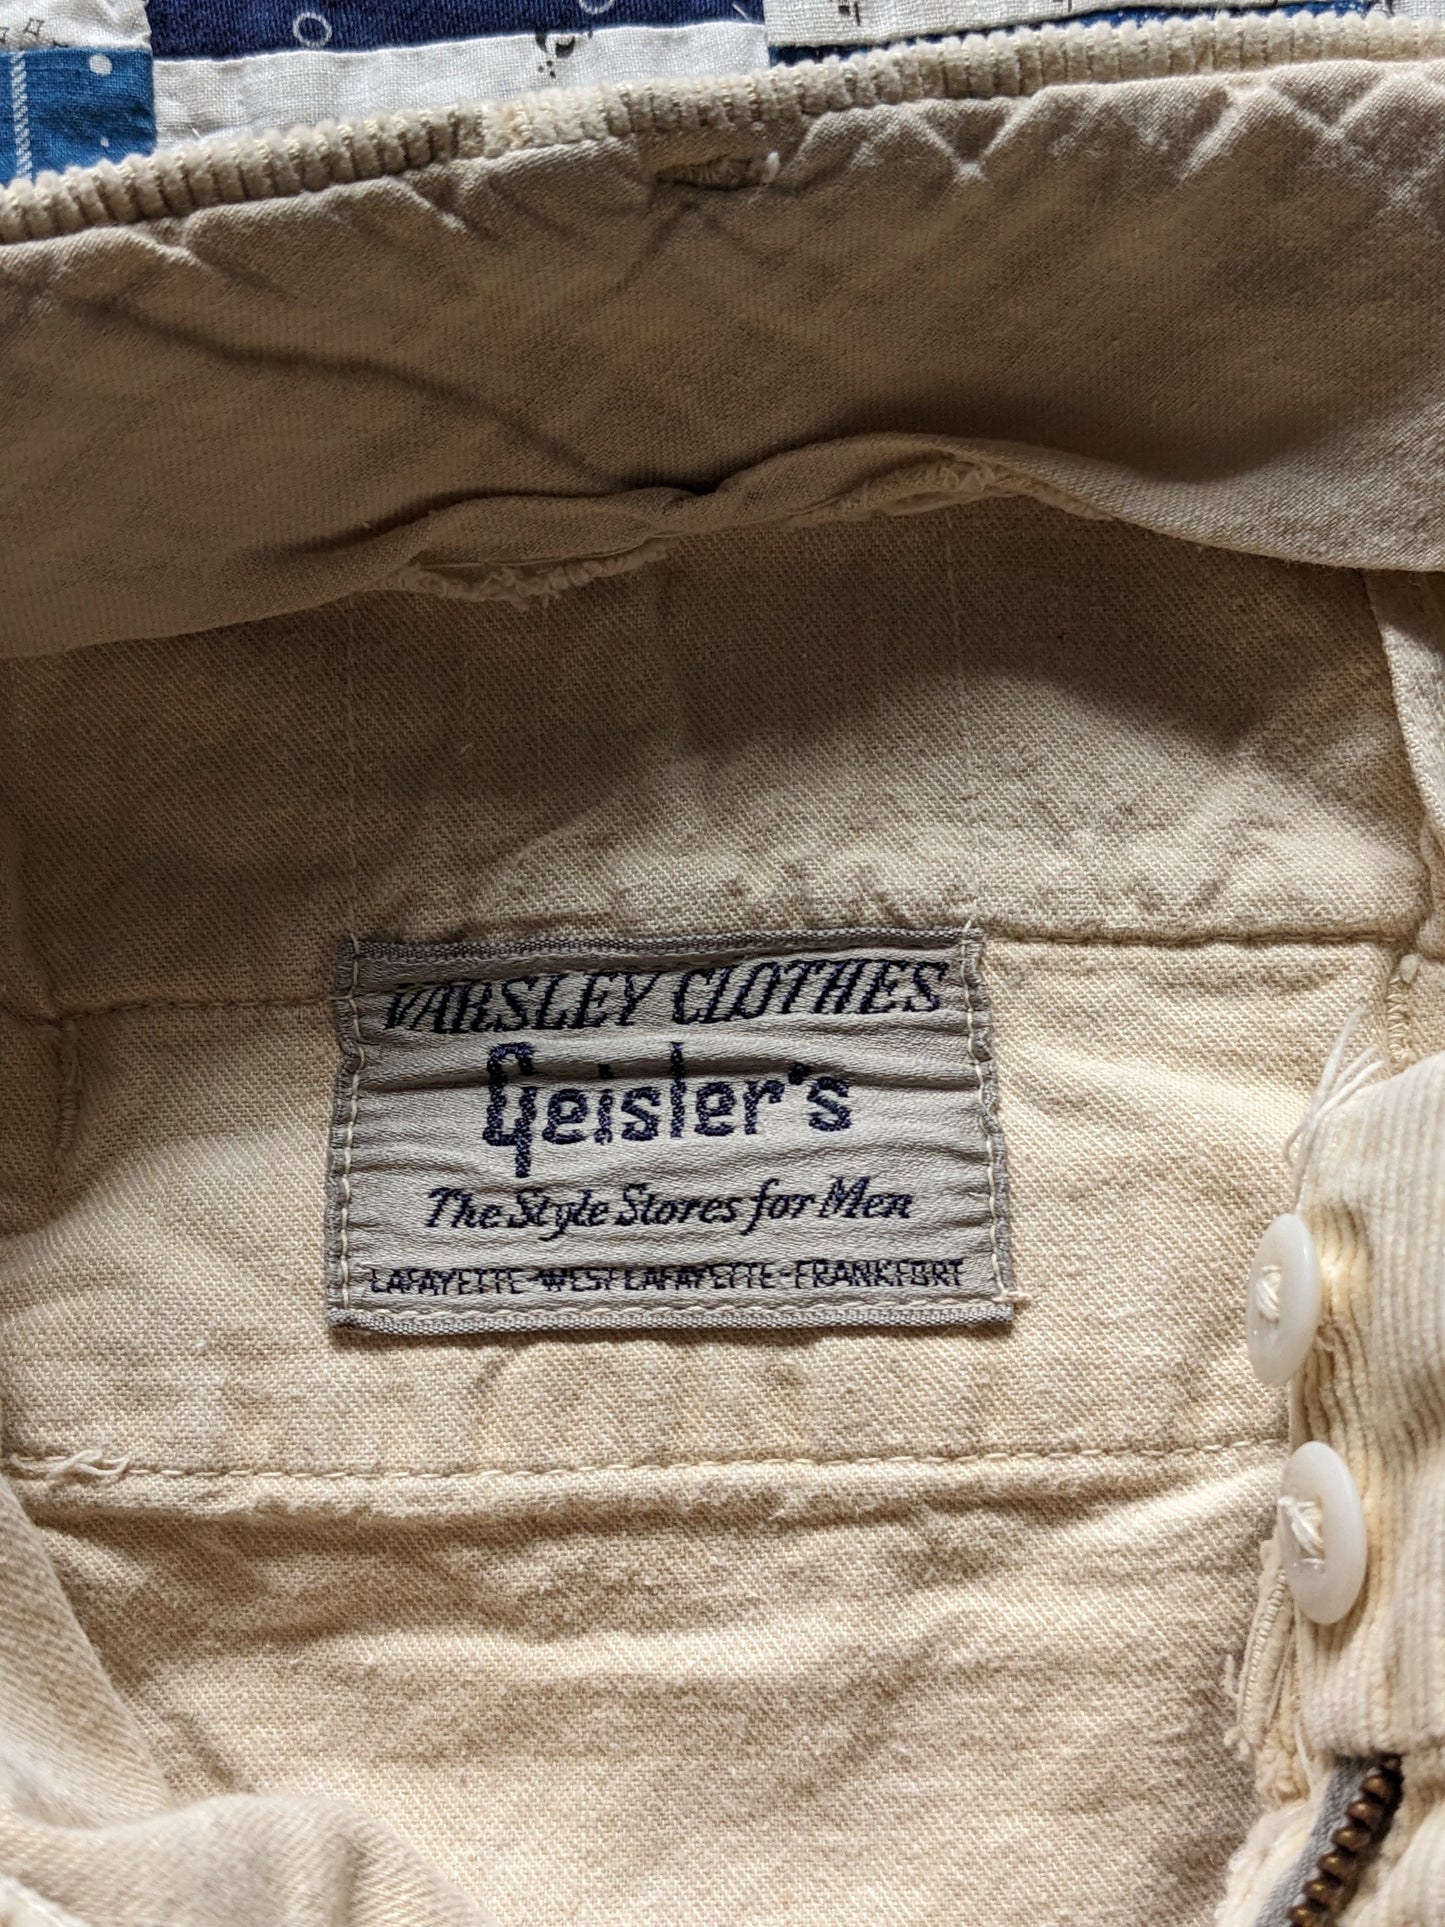 VARSLEY CLOTHES
Geisler's
The Style Stores for Men
LAFAYETTE-WEST LAFAYETTE-FRANKFORT